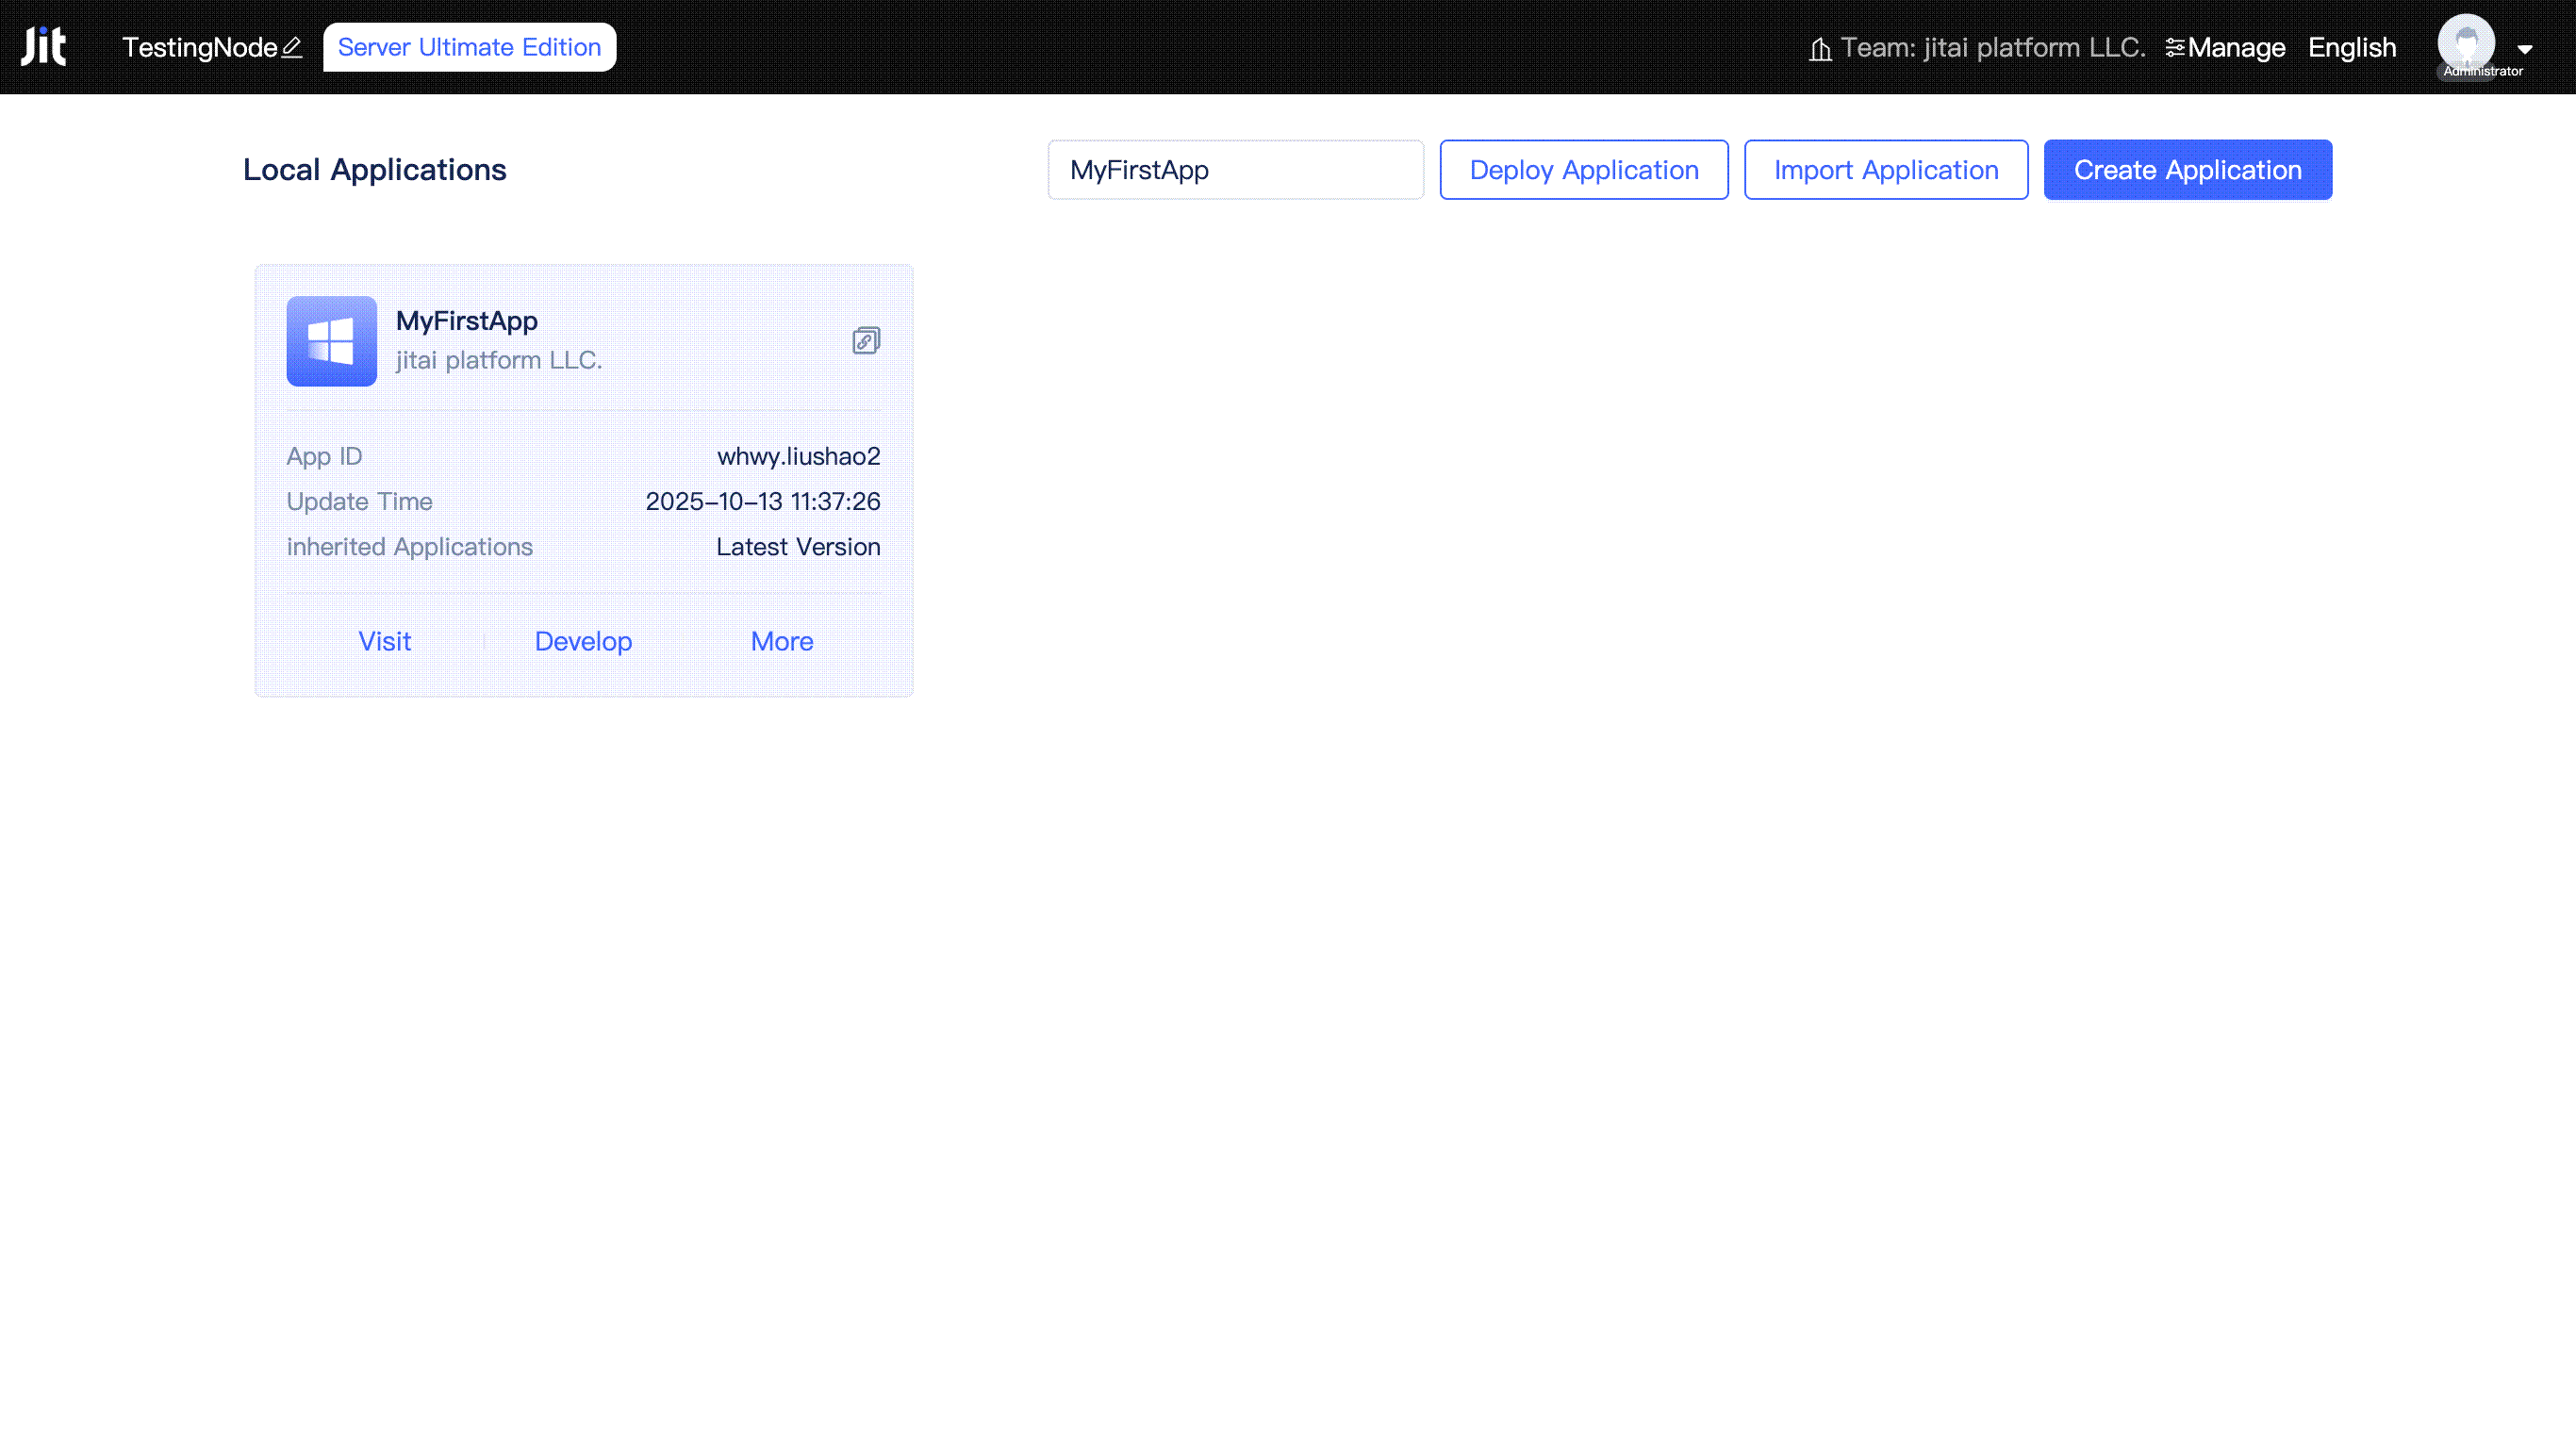 Jit TestingNode Server Ultimate Edition Team: jitai platform LLC. Manage English
Administrator
Local Applications MyFirstApp Deploy Application Import Application Create Application
MyFirstApp
jitai platform LLC.
App ID whwy.liushao2
Update Time 2025-10-13 11:37:26
inherited Applications Latest Version
Visit Develop More